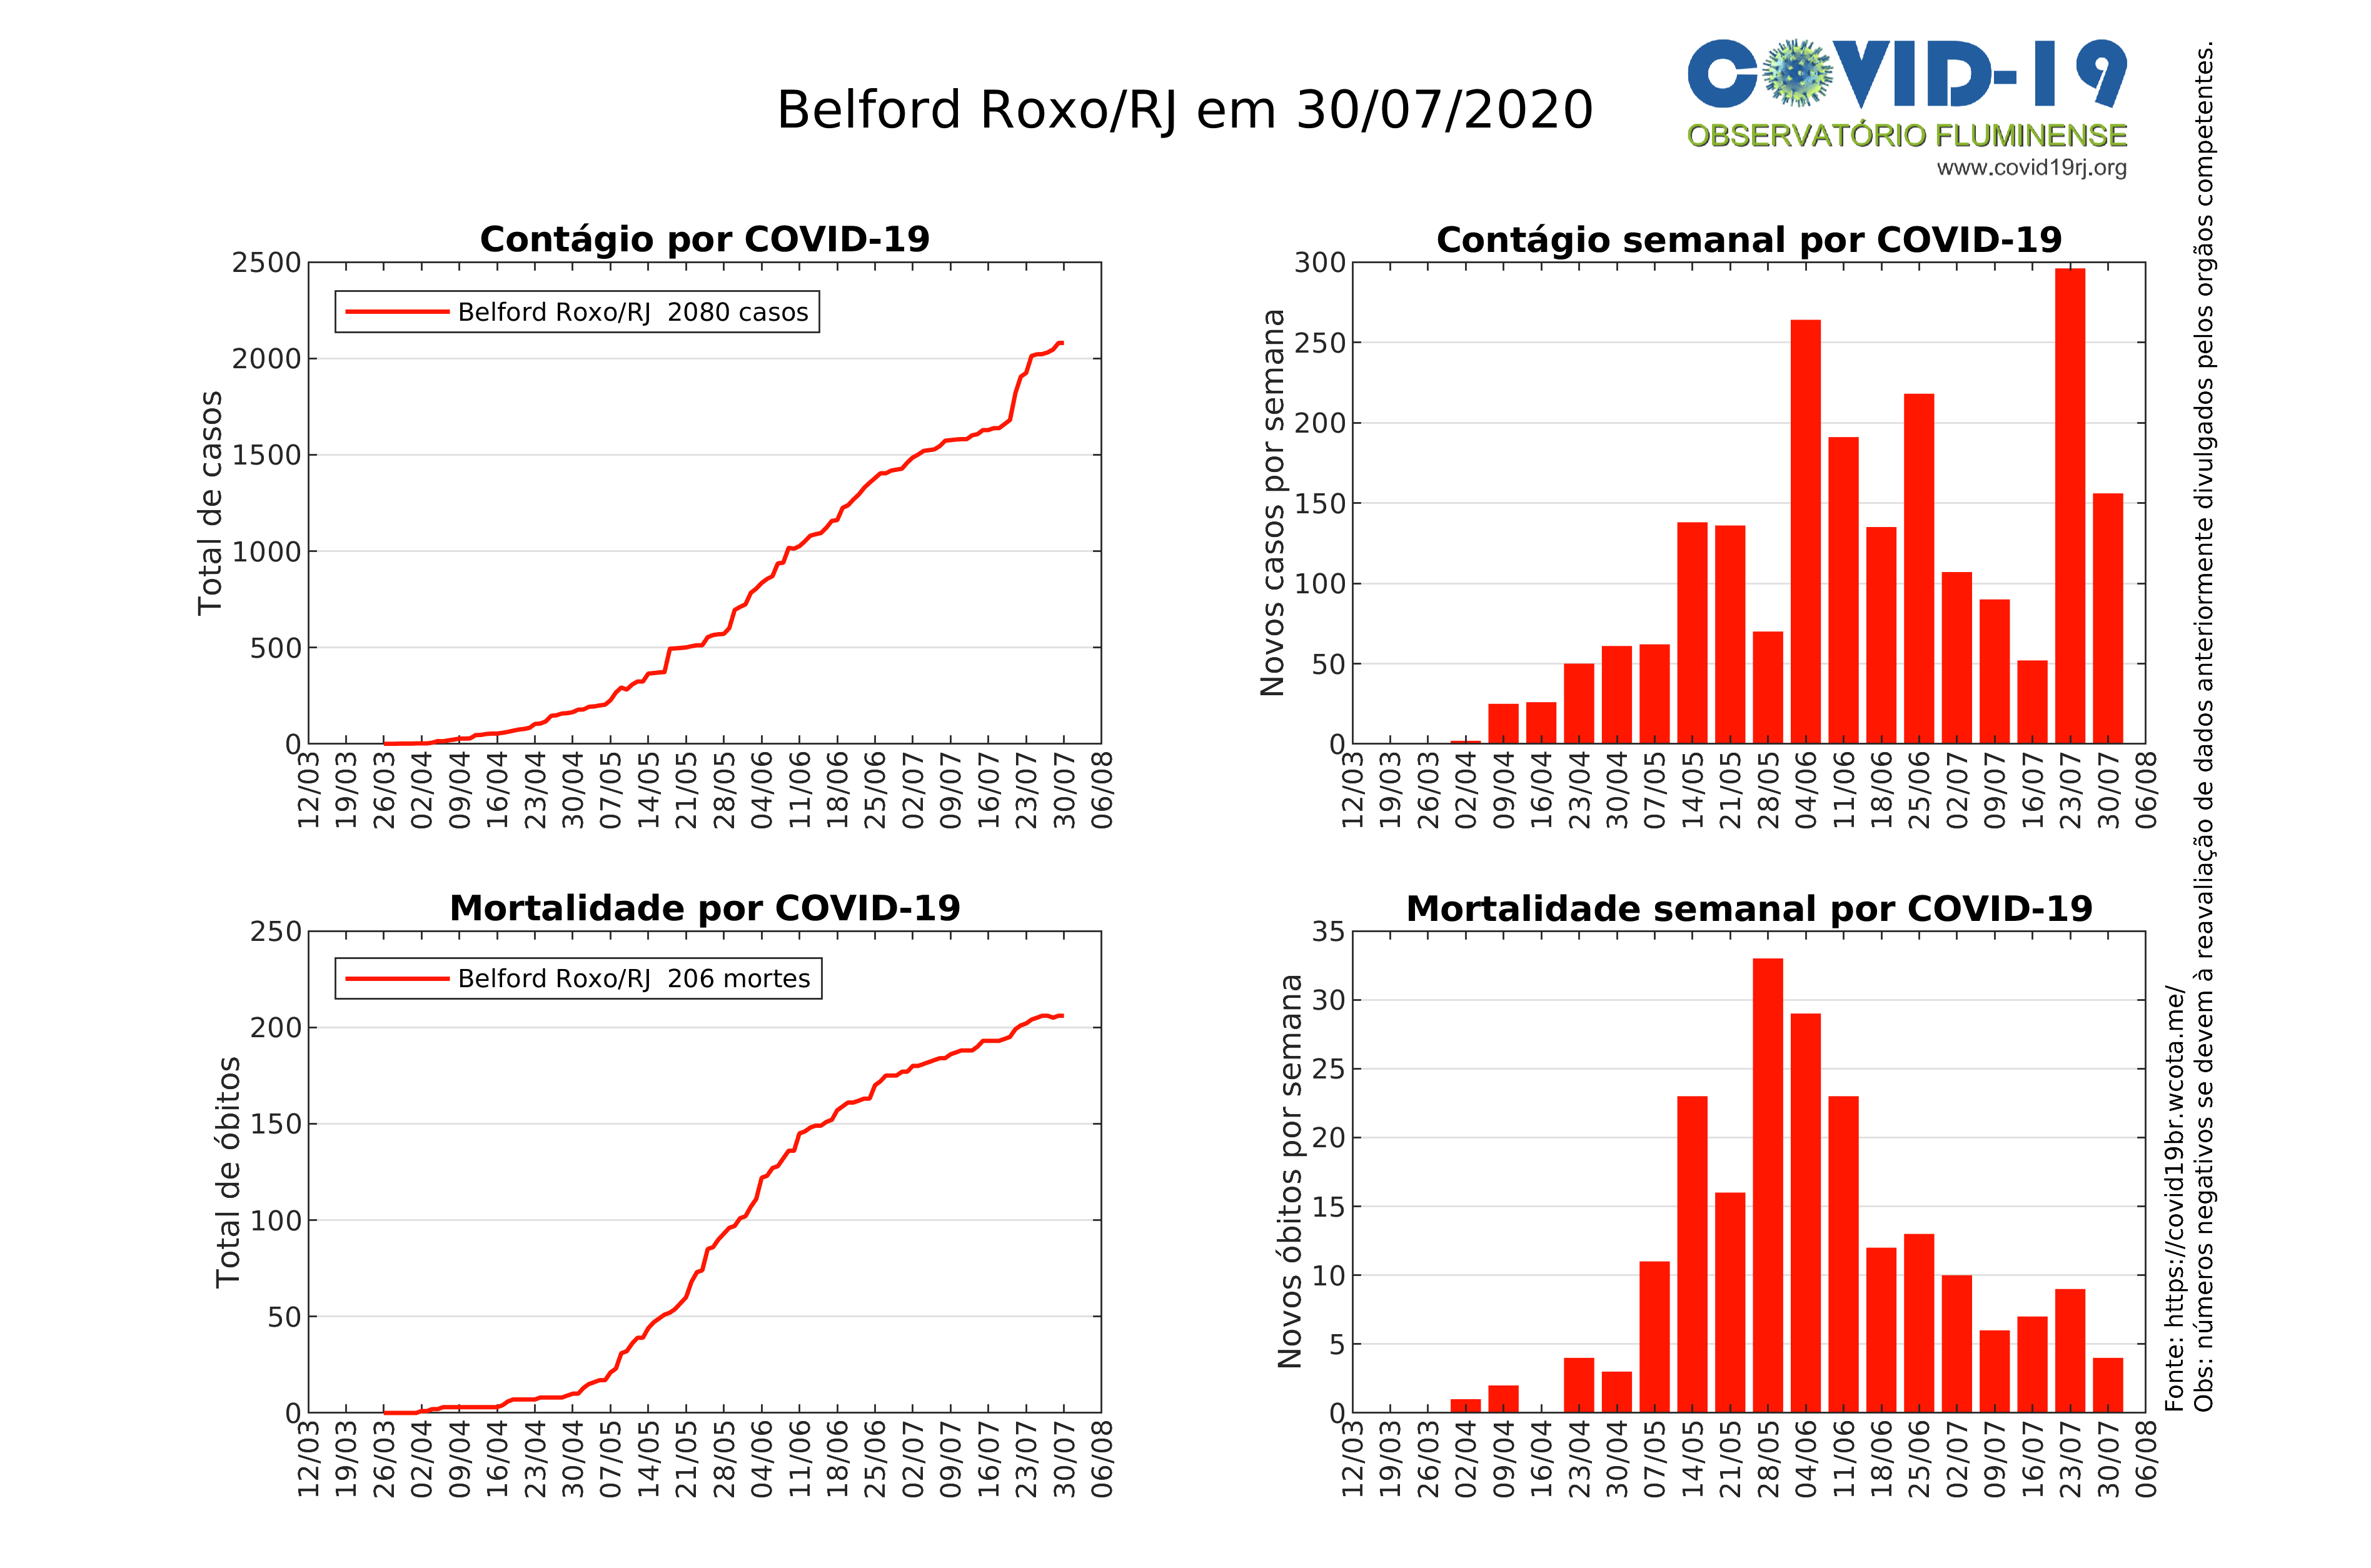 Belford Roxo/RJ em 30/07/2020
COVID-19
OBSERVATÓRIO FLUMINENSE
www.covid19rj.org
Contágio por COVID-19
Total de casos
2500
2000
1500
1000
500
0
Belford Roxo/RJ 2080 casos
12/03 19/03 26/03 02/04 09/04 16/04 23/04 30/04 07/05 14/05 21/05 28/05 04/06 11/06 18/06 25/06 02/07 09/07 16/07 23/07 30/07 06/08
Contágio semanal por COVID-19
Novos casos por semana
300
250
200
150
100
50
0
12/03 19/03 26/03 02/04 09/04 16/04 23/04 30/04 07/05 14/05 21/05 28/05 04/06 11/06 18/06 25/06 02/07 09/07 16/07 23/07 30/07 06/08
Mortalidade por COVID-19
Total de óbitos
250
200
150
100
50
0
Belford Roxo/RJ 206 mortes
12/03 19/03 26/03 02/04 09/04 16/04 23/04 30/04 07/05 14/05 21/05 28/05 04/06 11/06 18/06 25/06 02/07 09/07 16/07 23/07 30/07 06/08
Mortalidade semanal por COVID-19
Novos óbitos por semana
35
30
25
20
15
10
5
0
12/03 19/03 26/03 02/04 09/04 16/04 23/04 30/04 07/05 14/05 21/05 28/05 04/06 11/06 18/06 25/06 02/07 09/07 16/07 23/07 30/07 06/08
Fonte: https://covid19br.wcota.me/
Obs: números negativos se devem à reavaliação de dados anteriormente divulgados pelos orgãos competentes.